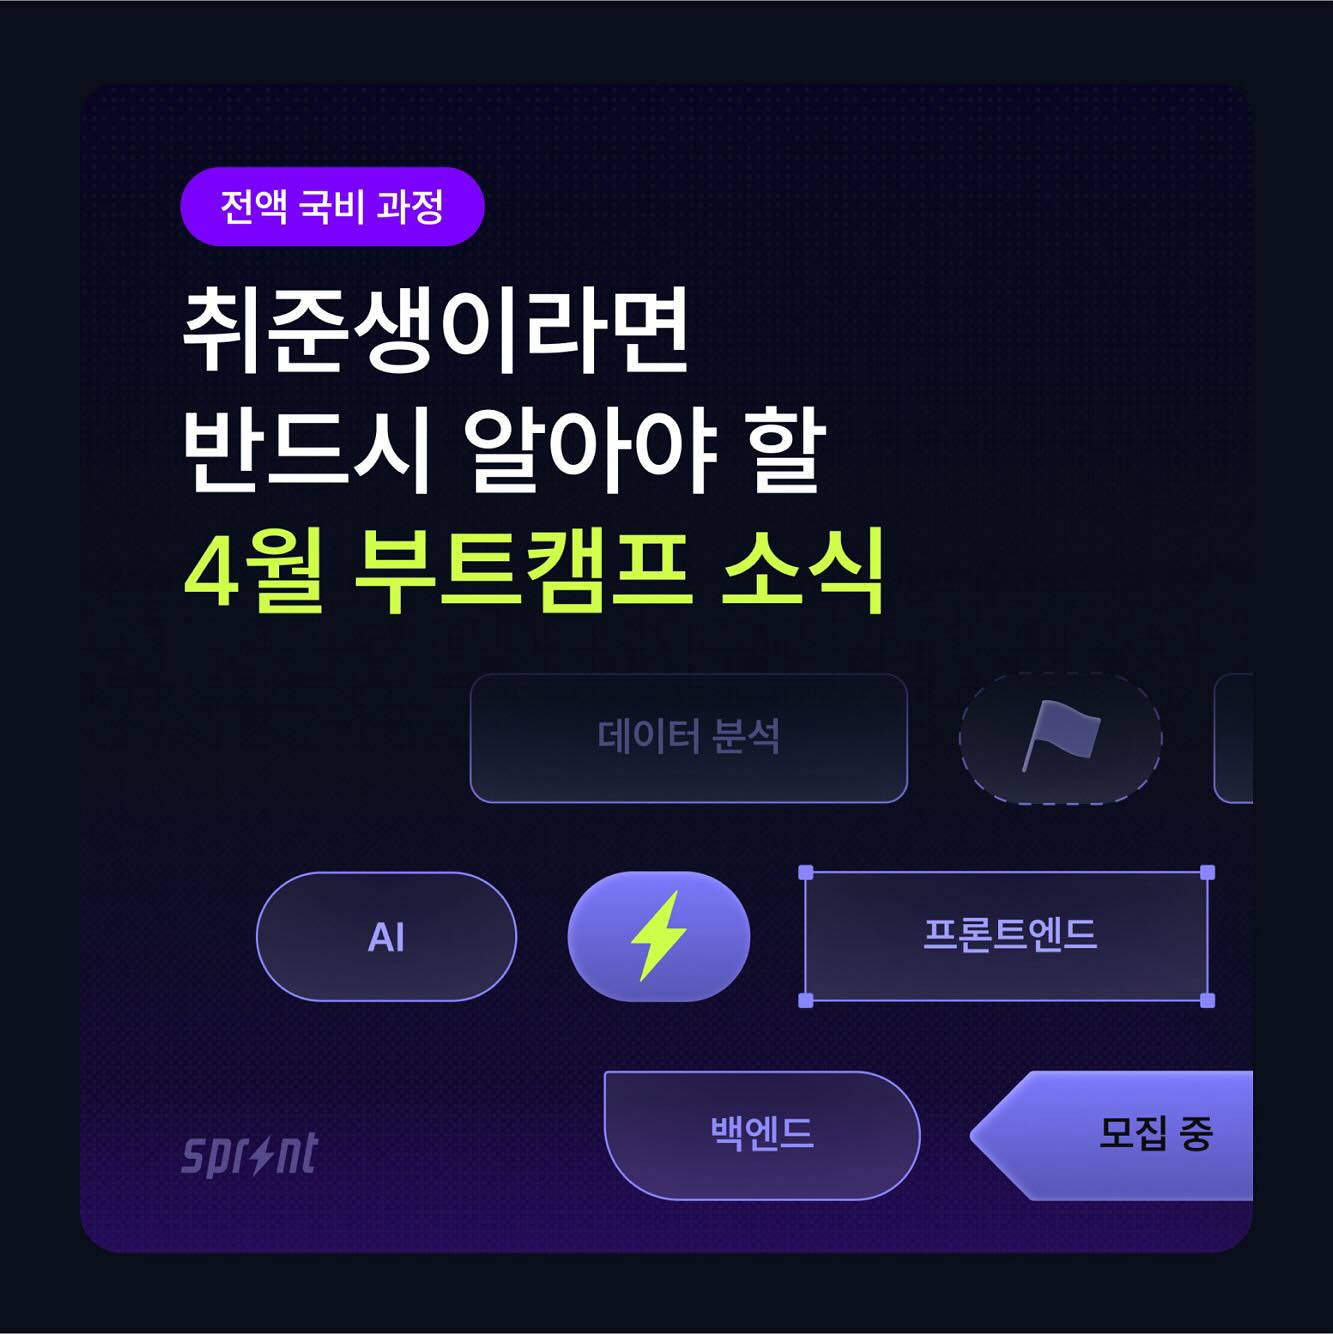 전액 국비 과정
취준생이라면
반드시 알아야 할
4월 부트캠프 소식
데이터 분석
AI
프론트엔드
백엔드
모집 중
sprint